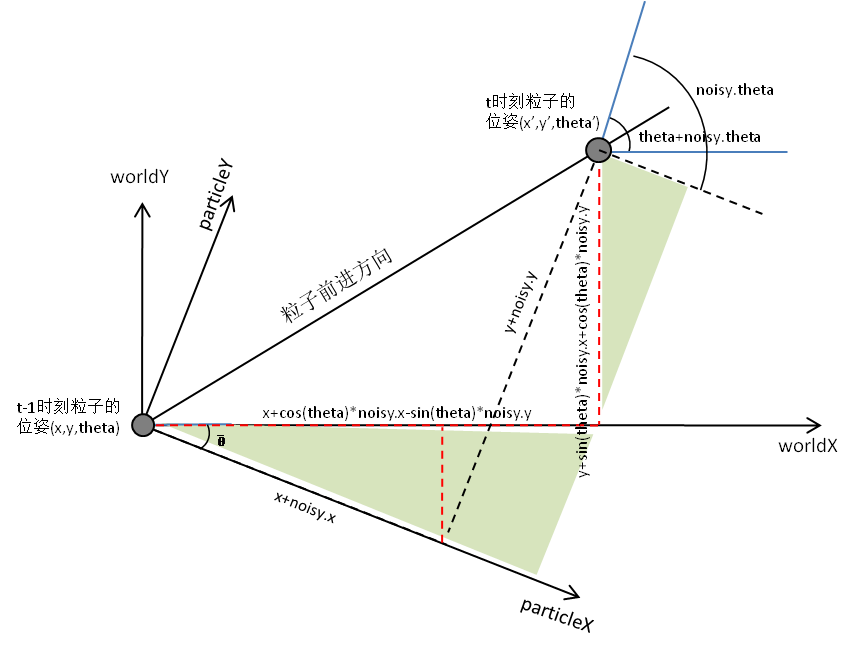 noisy.theta
t时刻粒子的
位姿(x’,y’,theta’)
theta+noisy.theta
worldY
particleY
粒子前进方向
y+noisy.y
y+sin(theta)*noisy.x+cos(theta)*noisy.y
t-1时刻粒子的
位姿(x,y,theta)
x+cos(theta)*noisy.x-sin(theta)*noisy.y
worldX
x+noisy.x
particleX